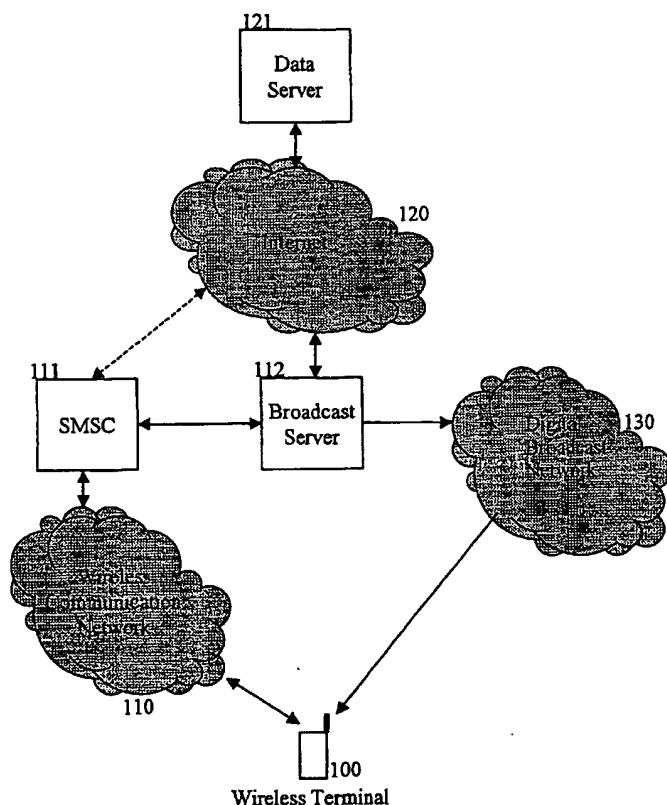 121
Data
Server
120
Internet
111
SMSC
112
Broadcast
Server
130
Digital
Broadcast
Network
Wireless
Communications
Network
110
100
Wireless Terminal